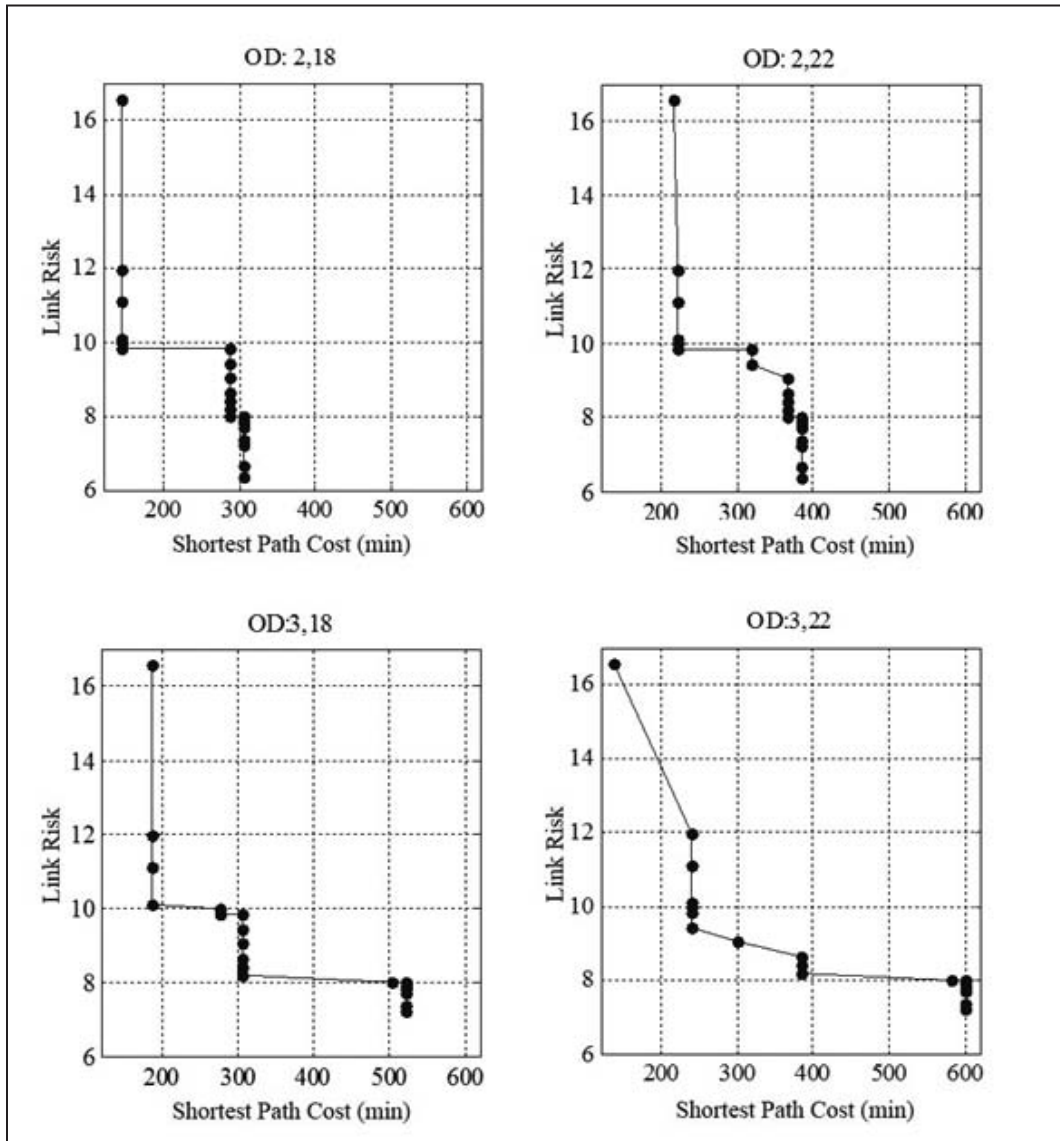 OD: 2,18
16
14
12
10
8
6
Link Risk
200 300 400 500 600
Shortest Path Cost (min)
OD: 2,22
16
14
12
10
8
6
Link Risk
200 300 400 500 600
Shortest Path Cost (min)
OD:3,18
16
14
12
10
8
6
Link Risk
200 300 400 500 600
Shortest Path Cost (min)
OD:3,22
16
14
12
10
8
6
Link Risk
200 300 400 500 600
Shortest Path Cost (min)